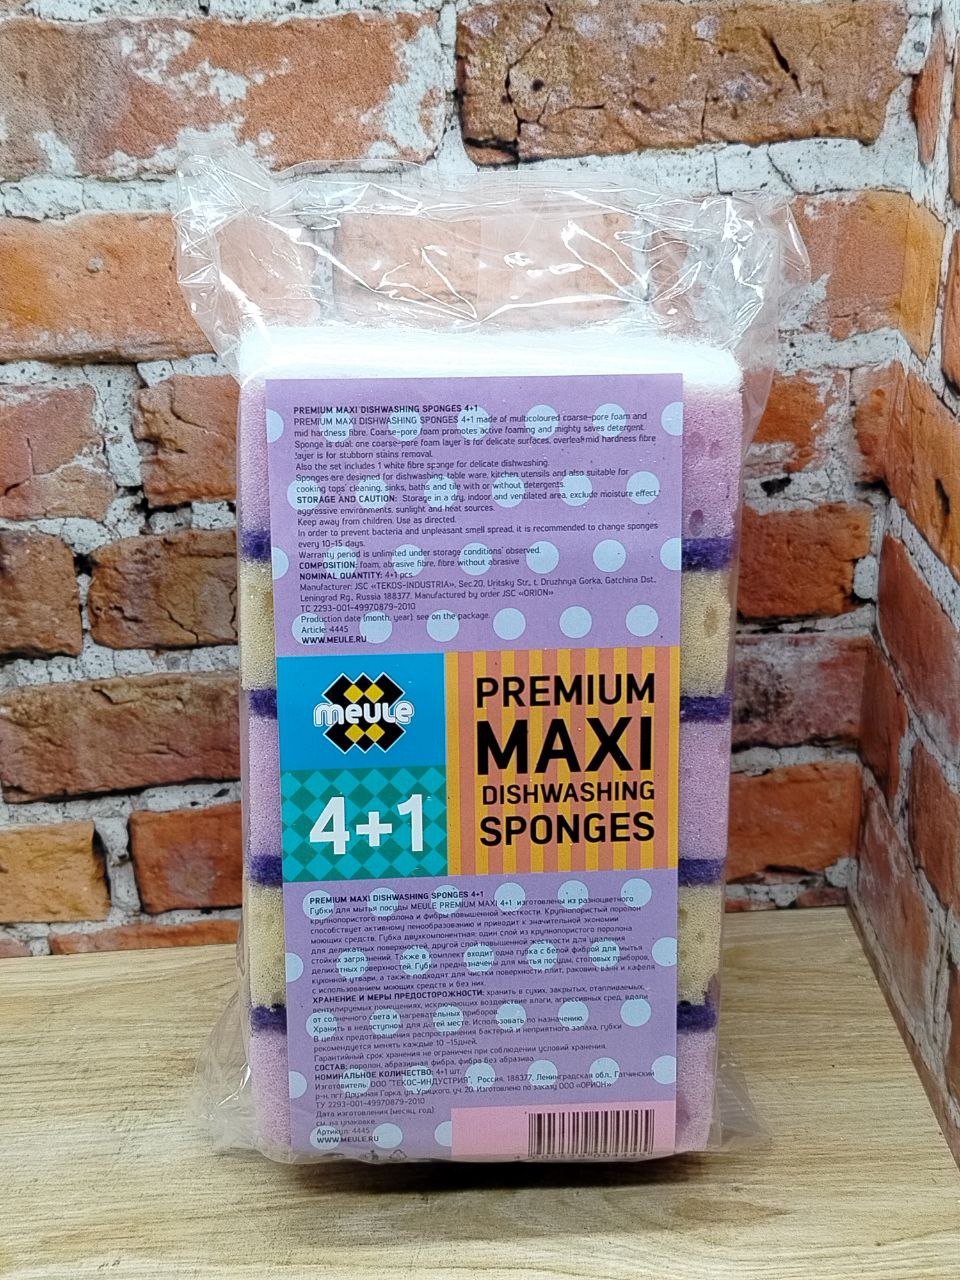 PREMIUM MAXI DISHWASHING SPONGES 4+1
PREMIUM MAXI DISHWASHING SPONGES 4+1 made of multicoloured coarse-pore foam and
mid hardness fibre. Coarse-pore foam promotes active foaming and mighty saves detergent.
Sponge is dual: one coarse-pore foam layer is for delicate surfaces, overleaf mid hardness fibre
layer is for stubborn stains removal.
Also the set includes 1 white fibre sponge for delicate dishwashing.
Sponges are designed for dishwashing, table ware, kitchen utensils and also suitable for
cooking tops' cleaning, sinks, baths and tile with or without detergents.
STORAGE AND CAUTION: Storage in a dry, indoor and ventilated area, exclude moisture effect,
aggressive environments, sunlight and heat sources.
Keep away from children. Use as directed.
In order to prevent bacteria and unpleasant smell spread, it is recommended to change sponges
every 10-15 days.
Warranty period is unlimited under storage conditions' observed.
COMPOSITION: foam, abrasive fibre, fibre without abrasive
NOMINAL QUANTITY: 4+1 pcs
Manufacturer: JSC «TEKOS-INDUSTRIA», Sec.20, Uritsky Str., t. Druzhnya Gorka, Gatchina Dst.,
Leningrad Rg., Russia 188377. Manufactured by order JSC «ORION»
TC 2293-001-49970879-2010
Production date (month, year): see on the package.
Article: 4445
WWW.MEULE.RU
meule
4+1
PREMIUM
MAXI
DISHWASHING
SPONGES
PREMIUM MAXI DISHWASHING SPONGES 4+1
Губки для мытья посуды MEULE PREMIUM MAXI 4+1 изготовлены из разноцветного
крупнопористого поролона и фибры повышенной жесткости. Крупнопористый поролон
способствует активному пенообразованию и приводит к значительной экономии
моющих средств. Губка двухкомпонентная: один слой из крупнопористого поролона
для деликатных поверхностей, другой слой повышенной жесткости для удаления
стойких загрязнений. Также в комплект входит одна губка с белой фиброй для мытья
деликатных поверхностей. Губки предназначены для мытья посуды, столовых приборов,
кухонной утвари, а также подходят для чистки поверхности плит, раковин, ванн и кафеля
с использованием моющих средств и без них.
ХРАНЕНИЕ И МЕРЫ ПРЕДОСТОРОЖНОСТИ: хранить в сухих, закрытых, отапливаемых,
вентилируемых помещениях, исключающих воздействие влаги, агрессивных сред, вдали
от солнечного света и нагревательных приборов.
Хранить в недоступном для детей месте. Использовать по назначению.
В целях предотвращения распространения бактерий и неприятного запаха, губки
рекомендуется менять каждые 10 -15дней.
Гарантийный срок хранения не ограничен при соблюдении условий хранения.
СОСТАВ: поролон, абразивная фибра, фибра без абразива.
НОМИНАЛЬНОЕ КОЛИЧЕСТВО: 4+1 шт.
Изготовитель: ООО "ТЕКОС-ИНДУСТРИЯ", Россия, 188377, Ленинградская обл., Гатчинский
р-н, пгт Дружная Горка, ул. Урицкого, уч. 20. Изготовлено по заказу ООО «ОРИОН»
ТУ 2293-001-49970879-2010
Дата изготовления (месяц, год)
см. на упаковке.
Артикул: 4445
WWW.MEULE.RU